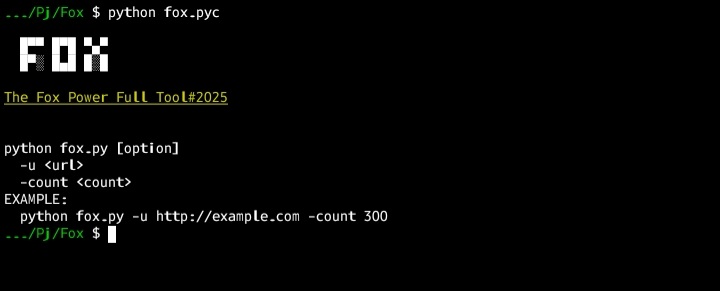 .../Pj/Fox $ python fox.pyc
FOX
The Fox Power Full Tool#2025
python fox.py [option]
-u <url>
-count <count>
EXAMPLE:
python fox.py -u http://example.com -count 300
.../Pj/Fox $